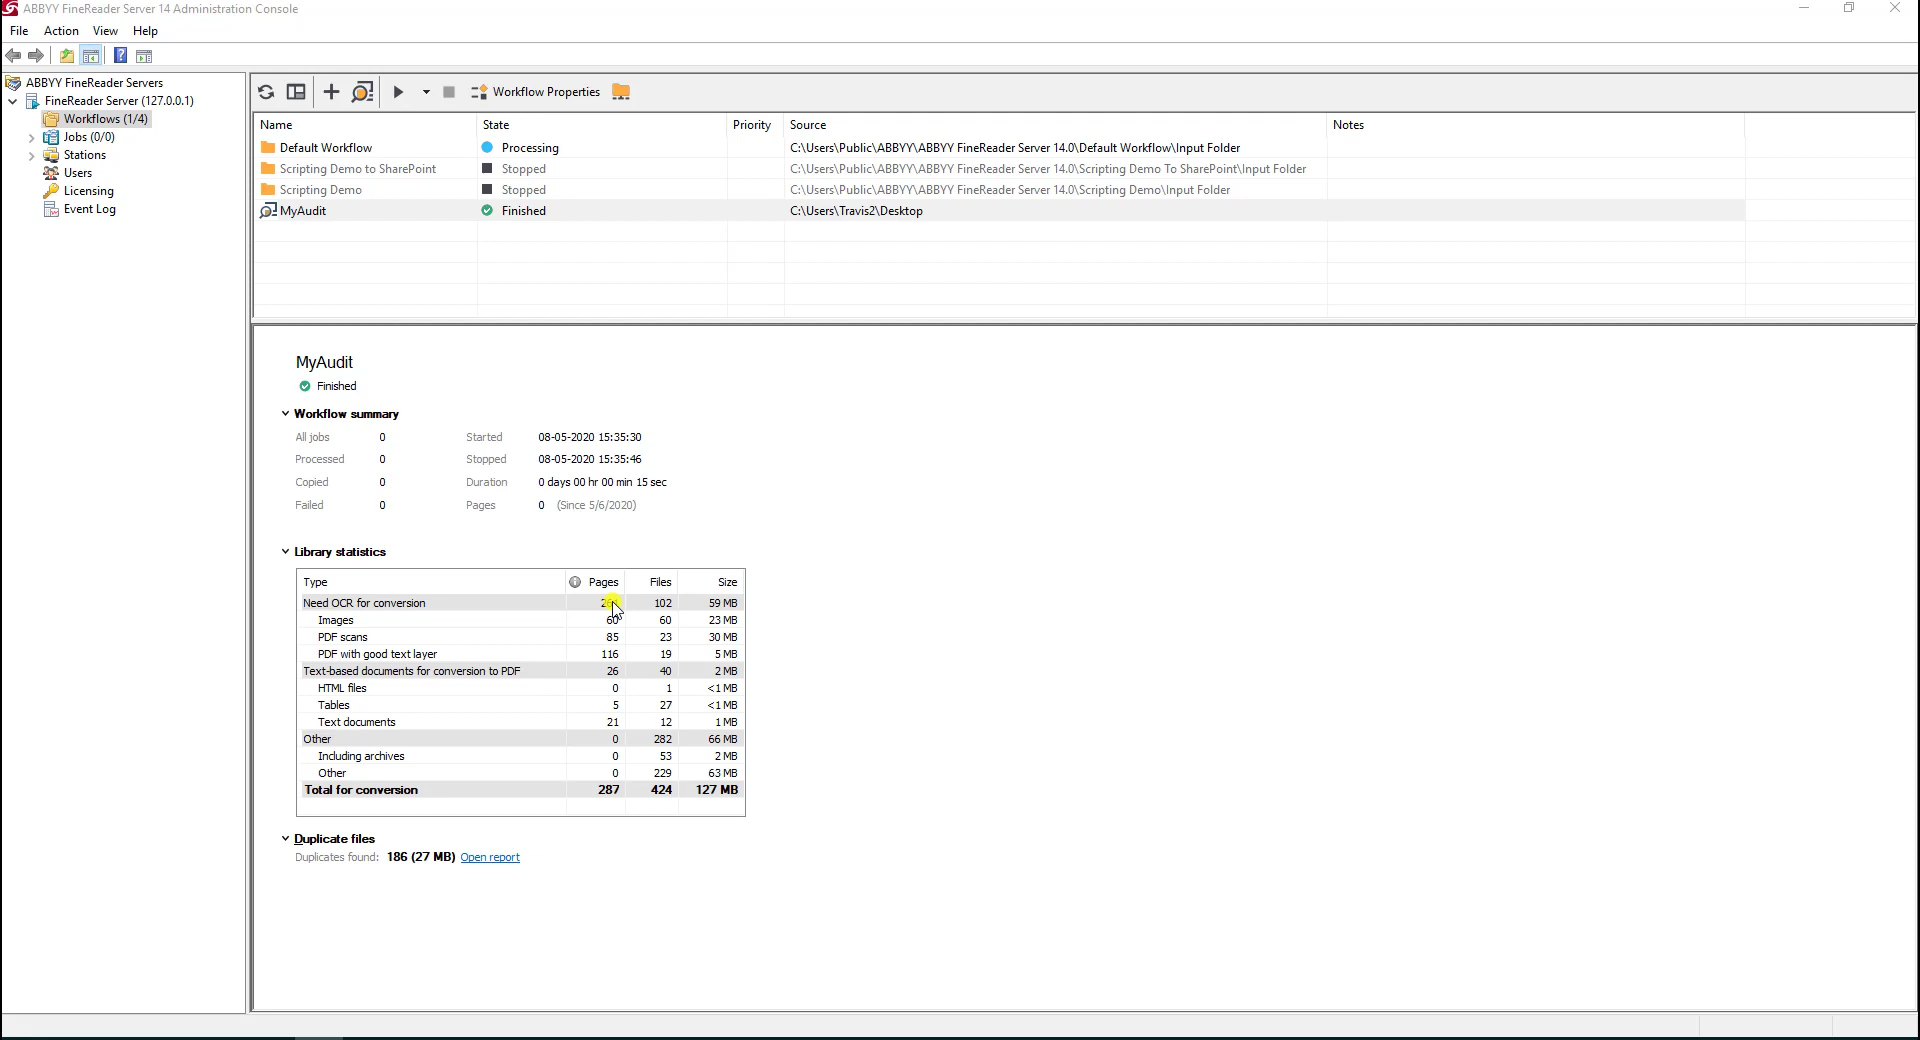 ABBYY FineReader Server 14 Administration Console
File Action View Help
ABBYY FineReader Servers
FineReader Server (127.0.0.1)
Workflows (1/4)
Jobs (0/0)
Stations
Users
Licensing
Event Log
Workflow Properties
Name State Priority Source Notes
Default Workflow Processing C:\Users\Public\ABBYY\ABBYY FineReader Server 14.0\Default Workflow\Input Folder
Scripting Demo to SharePoint Stopped C:\Users\Public\ABBYY\ABBYY FineReader Server 14.0\Scripting Demo To SharePoint\Input Folder
Scripting Demo Stopped C:\Users\Public\ABBYY\ABBYY FineReader Server 14.0\Scripting Demo\Input Folder
MyAudit Finished C:\Users\Travis2\Desktop
MyAudit
Finished
Workflow summary
All jobs 0 Started 08-05-2020 15:35:30
Processed 0 Stopped 08-05-2020 15:35:46
Copied 0 Duration 0 days 00 hr 00 min 15 sec
Failed 0 Pages 0 (Since 5/6/2020)
Library statistics
Type Pages Files Size
Need OCR for conversion 102 59 MB
Images 60 60 23 MB
PDF scans 85 23 30 MB
PDF with good text layer 116 19 5 MB
Text-based documents for conversion to PDF 26 40 2 MB
HTML files 0 1 <1 MB
Tables 5 27 <1 MB
Text documents 21 12 1 MB
Other 0 282 66 MB
Including archives 0 53 2 MB
Other 0 229 63 MB
Total for conversion 287 424 127 MB
Duplicate files
Duplicates found: 186 (27 MB) Open report